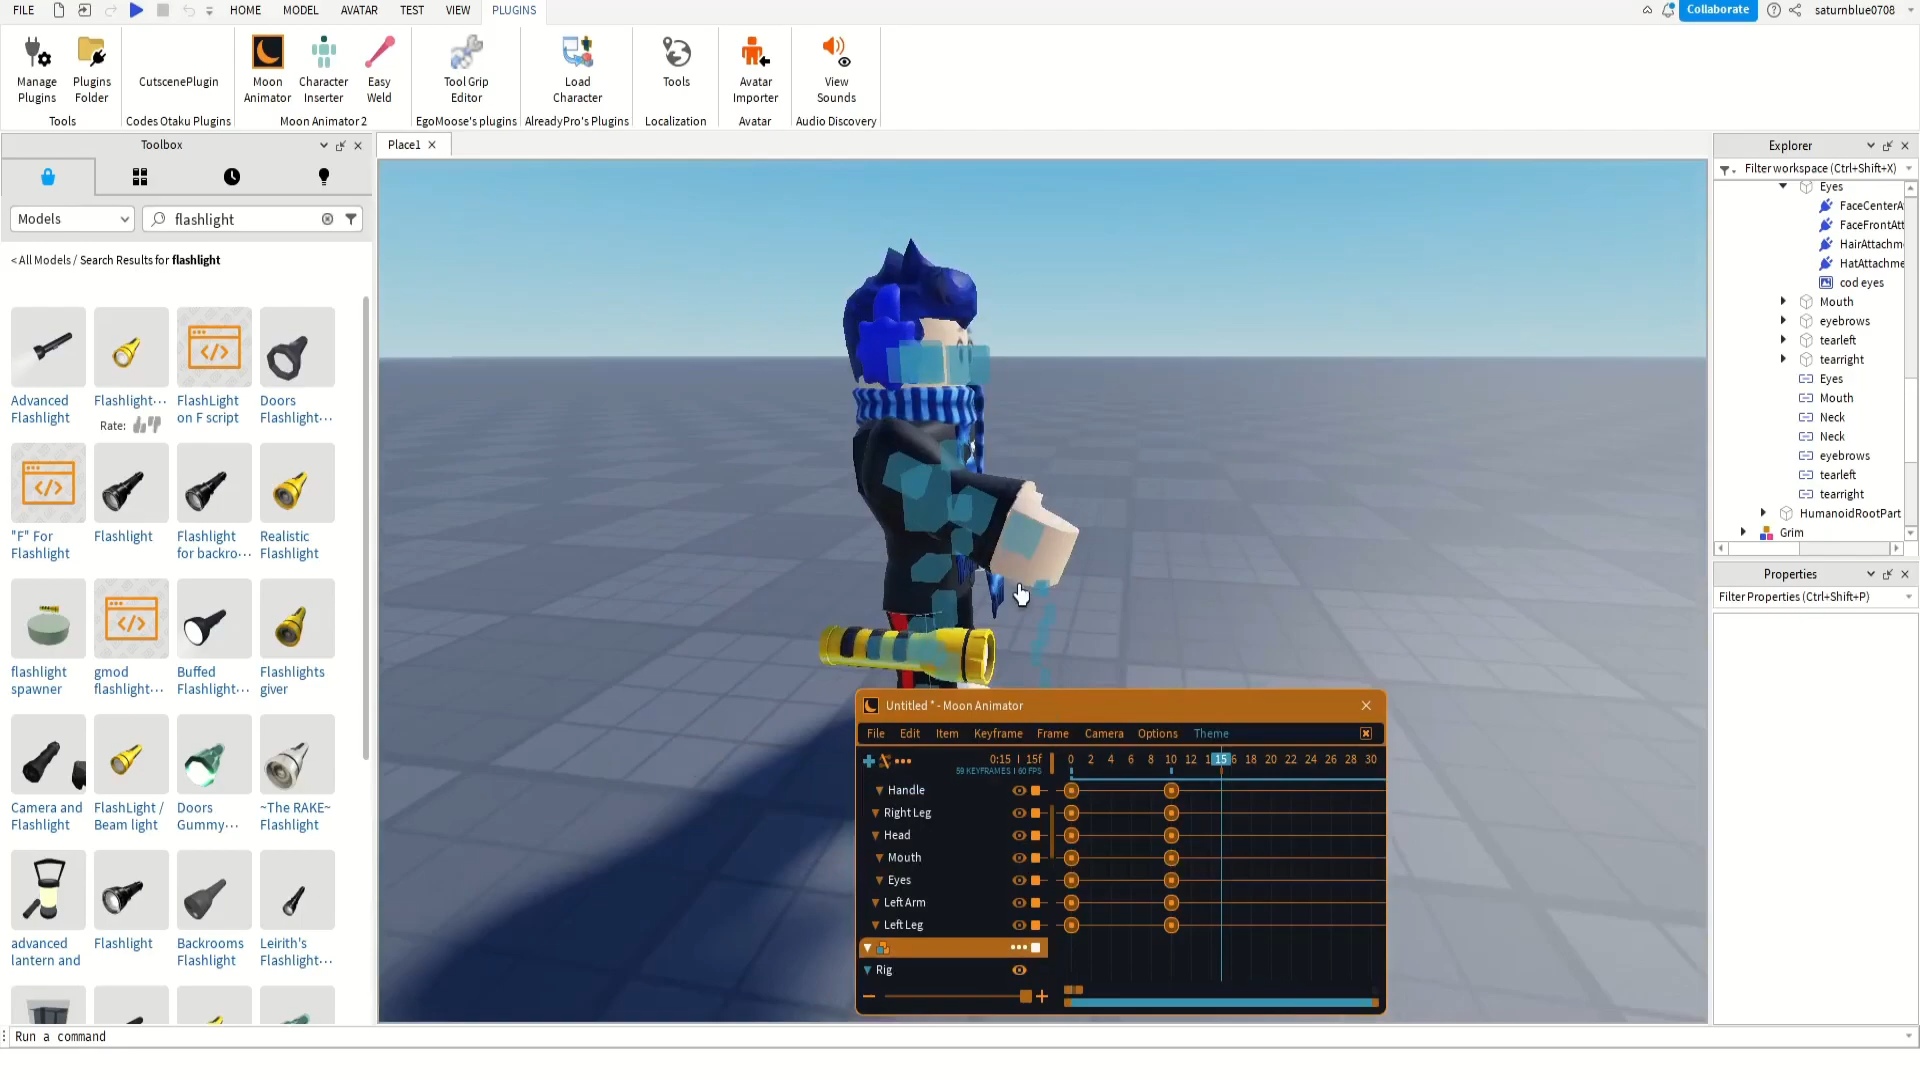 FILE HOME MODEL AVATAR TEST VIEW PLUGINS Collaborate saturnblue0708
Manage Plugins
Plugins Folder
CutscenePlugin
Moon Animator
Character Inserter
Easy Weld
Tool Grip Editor
Load Character
Tools
Avatar Importer
View Sounds
Tools Codes Otaku Plugins Moon Animator 2 EgoMoose's plugins AlreadyPro's Plugins Localization Avatar Audio Discovery
Toolbox
Place1
Models
flashlight
< All Models / Search Results for flashlight
Advanced Flashlight
Flashlight...
Rate:
FlashLight on F script
Doors Flashlight...
"F" For Flashlight
Flashlight
Flashlight for backro...
Realistic Flashlight
flashlight spawner
gmod flashlight...
Buffed Flashlight...
Flashlights giver
Camera and Flashlight
FlashLight / Beam light
Doors Gummy...
~The RAKE~ Flashlight
advanced lantern and
Flashlight
Backrooms Flashlight
Leirith's Flashlight...
Untitled * - Moon Animator
File Edit Item Keyframe Camera Options Theme
0:15 | 15f
59 KEYFRAMES | 60 FPS
0 2 4 6 8 10 12 1 15 6 18 20 22 24 26 28 30
Handle
Right Leg
Head
Mouth
Eyes
Left Arm
Left Leg
Rig
Explorer
Filter workspace (Ctrl+Shift+X)
Eyes
FaceCenterA
FaceFrontAtt
HairAttachm
HatAttachme
cod eyes
Mouth
eyebrows
tearleft
tearright
Eyes
Mouth
Neck
Neck
eyebrows
tearleft
tearright
HumanoidRootPart
Grim
Properties
Filter Properties (Ctrl+Shift+P)
Run a command